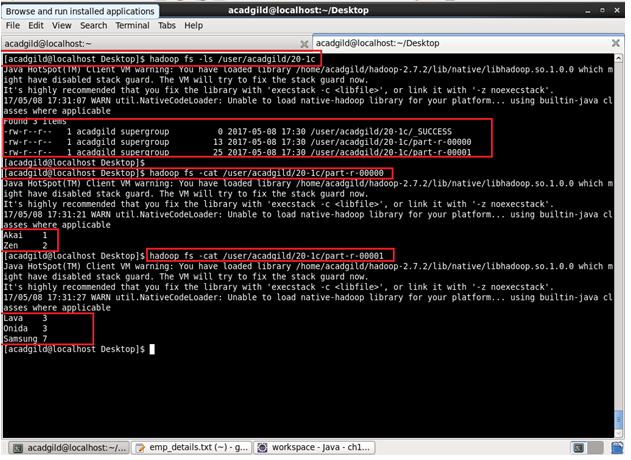 Browse and run installed applications
acadgild@localhost:~/Desktop
File Edit View Search Terminal Tabs Help
acadgild@localhost:~
acadgild@localhost:~/Desktop
[acadgild@localhost Desktop]$ hadoop fs -ls /user/acadgild/20-1c
Java HotSpot(TM) Client VM warning: You have loaded library /home/acadgild/hadoop-2.7.2/lib/native/libhadoop.so.1.0.0 which m
ight have disabled stack guard. The VM will try to fix the stack guard now.
It's highly recommended that you fix the library with 'execstack -c <libfile>', or link it with '-z noexecstack'.
17/05/08 17:31:07 WARN util.NativeCodeLoader: Unable to load native-hadoop library for your platform... using builtin-java cl
asses where applicable
Found 3 items
-rw-r--r-- 1 acadgild supergroup 0 2017-05-08 17:30 /user/acadgild/20-1c/_SUCCESS
-rw-r--r-- 1 acadgild supergroup 13 2017-05-08 17:30 /user/acadgild/20-1c/part-r-00000
-rw-r--r-- 1 acadgild supergroup 25 2017-05-08 17:30 /user/acadgild/20-1c/part-r-00001
[acadgild@localhost Desktop]$
[acadgild@localhost Desktop]$ hadoop fs -cat /user/acadgild/20-1c/part-r-00000
Java HotSpot(TM) Client VM warning: You have loaded library /home/acadgild/hadoop-2.7.2/lib/native/libhadoop.so.1.0.0 which m
ight have disabled stack guard. The VM will try to fix the stack guard now.
It's highly recommended that you fix the library with 'execstack -c <libfile>', or link it with '-z noexecstack'.
17/05/08 17:31:21 WARN util.NativeCodeLoader: Unable to load native-hadoop library for your platform... using builtin-java cl
asses where applicable
Akai 1
Zen 2
[acadgild@localhost Desktop]$ hadoop fs -cat /user/acadgild/20-1c/part-r-00001
Java HotSpot(TM) Client VM warning: You have loaded library /home/acadgild/hadoop-2.7.2/lib/native/libhadoop.so.1.0.0 which m
ight have disabled stack guard. The VM will try to fix the stack guard now.
It's highly recommended that you fix the library with 'execstack -c <libfile>', or link it with '-z noexecstack'.
17/05/08 17:31:27 WARN util.NativeCodeLoader: Unable to load native-hadoop library for your platform... using builtin-java cl
asses where applicable
Lava 3
Onida 3
Samsung 7
[acadgild@localhost Desktop]$
acadgild@localhost:~/...
emp_details.txt (~) - g...
workspace - Java - ch1...